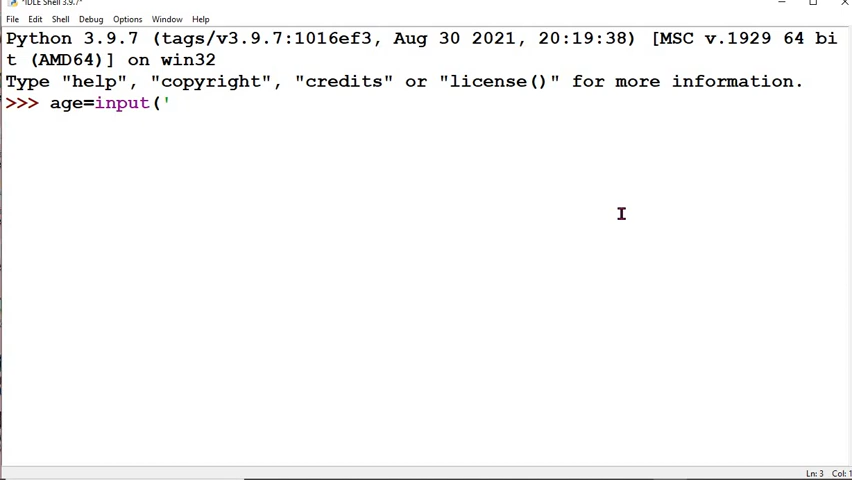 *IDLE Shell 3.9.7*
File Edit Shell Debug Options Window Help
Python 3.9.7 (tags/v3.9.7:1016ef3, Aug 30 2021, 20:19:38) [MSC v.1929 64 bi
t (AMD64)] on win32
Type "help", "copyright", "credits" or "license()" for more information.
>>> age=input('
Ln: 3 Col: 1